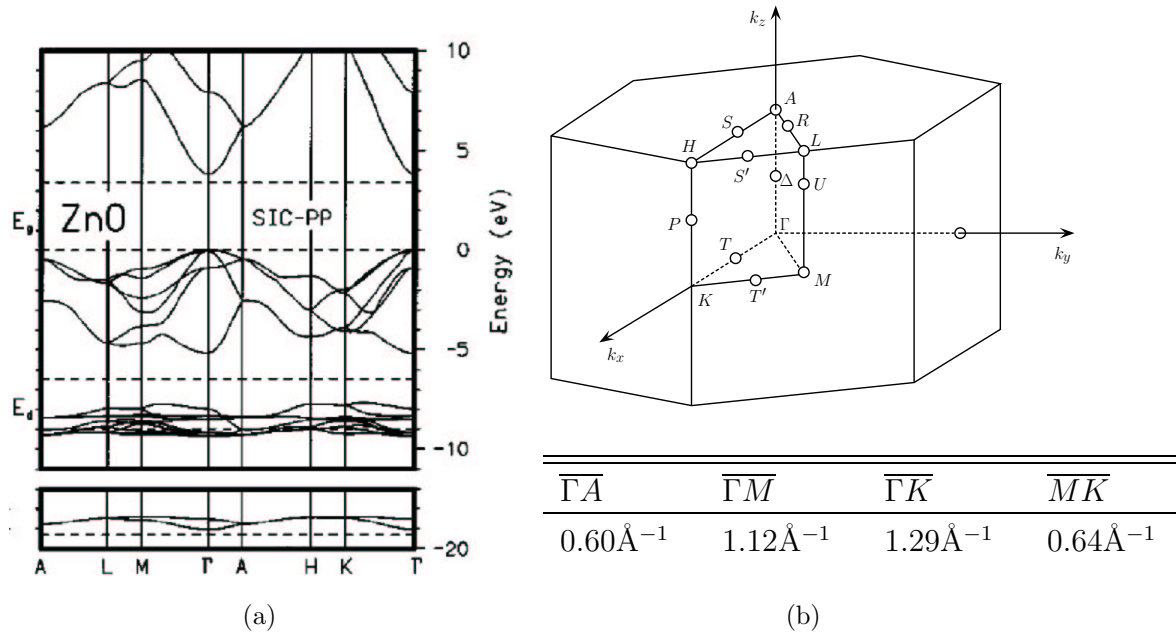 10
5
0
-5
-10
-20
Energy (eV)
E_g
E_d
ZnO
SIC-PP
A L M Γ A H K Γ
(a)
k_z
A
S
R
H
L
S′
Δ
U
P
T
Γ
k_y
K
T′
M
k_x
ΓA ΓM ΓK MK
0.60Å⁻¹ 1.12Å⁻¹ 1.29Å⁻¹ 0.64Å⁻¹
(b)